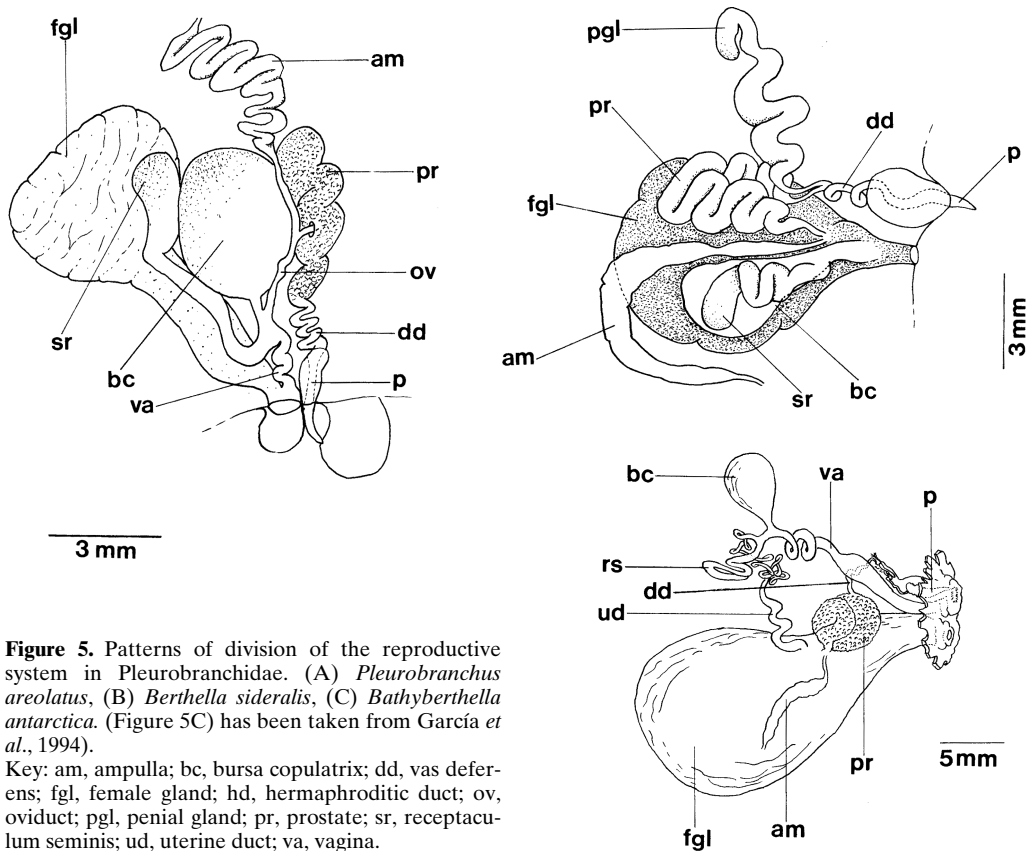 fgl
am
pr
ov
dd
p
sr
bc
va
3 mm
pgl
pr
dd
p
fgl
am
sr
bc
3 mm
bc
va
p
rs
dd
ud
pr
5mm
fgl
am
Figure 5. Patterns of division of the reproductive
system in Pleurobranchidae. (A) Pleurobranchus
areolatus, (B) Berthella sideralis, (C) Bathyberthella
antarctica. (Figure 5C) has been taken from García et
al., 1994).
Key: am, ampulla; bc, bursa copulatrix; dd, vas defer-
ens; fgl, female gland; hd, hermaphroditic duct; ov,
oviduct; pgl, penial gland; pr, prostate; sr, receptacu-
lum seminis; ud, uterine duct; va, vagina.